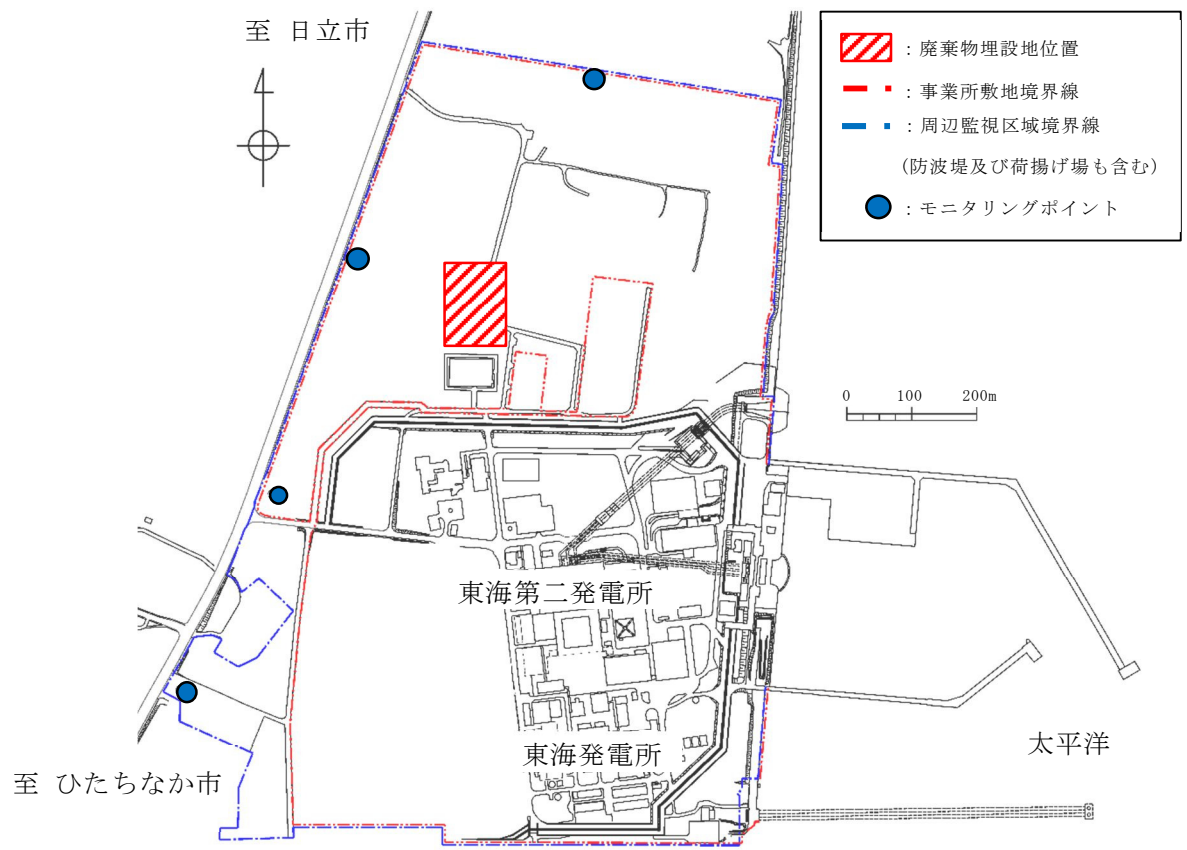 至 日立市
：廃棄物埋設地位置
：事業所敷地境界線
：周辺監視区域境界線
(防波堤及び荷揚げ場も含む)
：モニタリングポイント
0 100 200m
東海第二発電所
東海発電所
太平洋
至 ひたちなか市